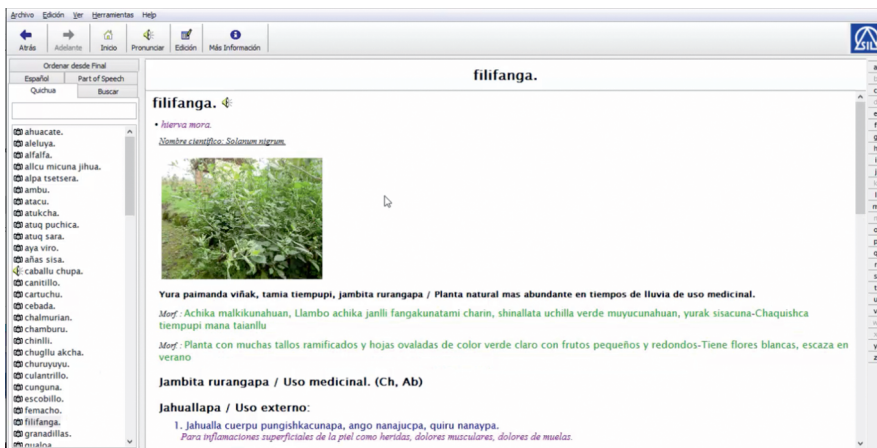 Archivo Edición Ver Herramientas Help
Atrás Adelante Inicio Pronunciar Edición Más Información
SIL
Ordenar desde Final
Español Part of Speech
Quichua Buscar
ahuacate.
aleluya.
alfalfa.
allcu micuna jihua.
alpa tsetsera.
ambu.
atacu.
atukcha.
atuq puchica.
atuq sara.
aya viro.
añas sisa.
caballu chupa.
canitillo.
cartuchu.
cebada.
chalmurian.
chamburu.
chinlli.
chugllu akcha.
churuyuyu.
culantrillo.
cunguna.
escobillo.
femacho.
filifanga.
granadillas.
gualoa.
filifanga.
filifanga.
• hierva mora.
Nombre científico: Solanum nigrum.
Yura paimanda viñak, tamia tiempupi, jambita rurangapa / Planta natural mas abundante en tiempos de lluvia de uso medicinal.
Morf.: Achika malkikunahuan, Llambo achika janlli fangakunatami charin, shinallata uchilla verde muyucunahuan, yurak sisacuna-Chaquishca
tiempupi mana taianllu
Morf.: Planta con muchas tallos ramificados y hojas ovaladas de color verde claro con frutos pequeños y redondos-Tiene flores blancas, escaza en
verano
Jambita rurangapa / Uso medicinal. (Ch, Ab)
Jahuallapa / Uso externo:
1. Jahualla cuerpu pungishkacunapa, ango nanajucpa, quiru nanaypa.
Para inflamaciones superficiales de la piel como heridas, dolores musculares, dolores de muelas.